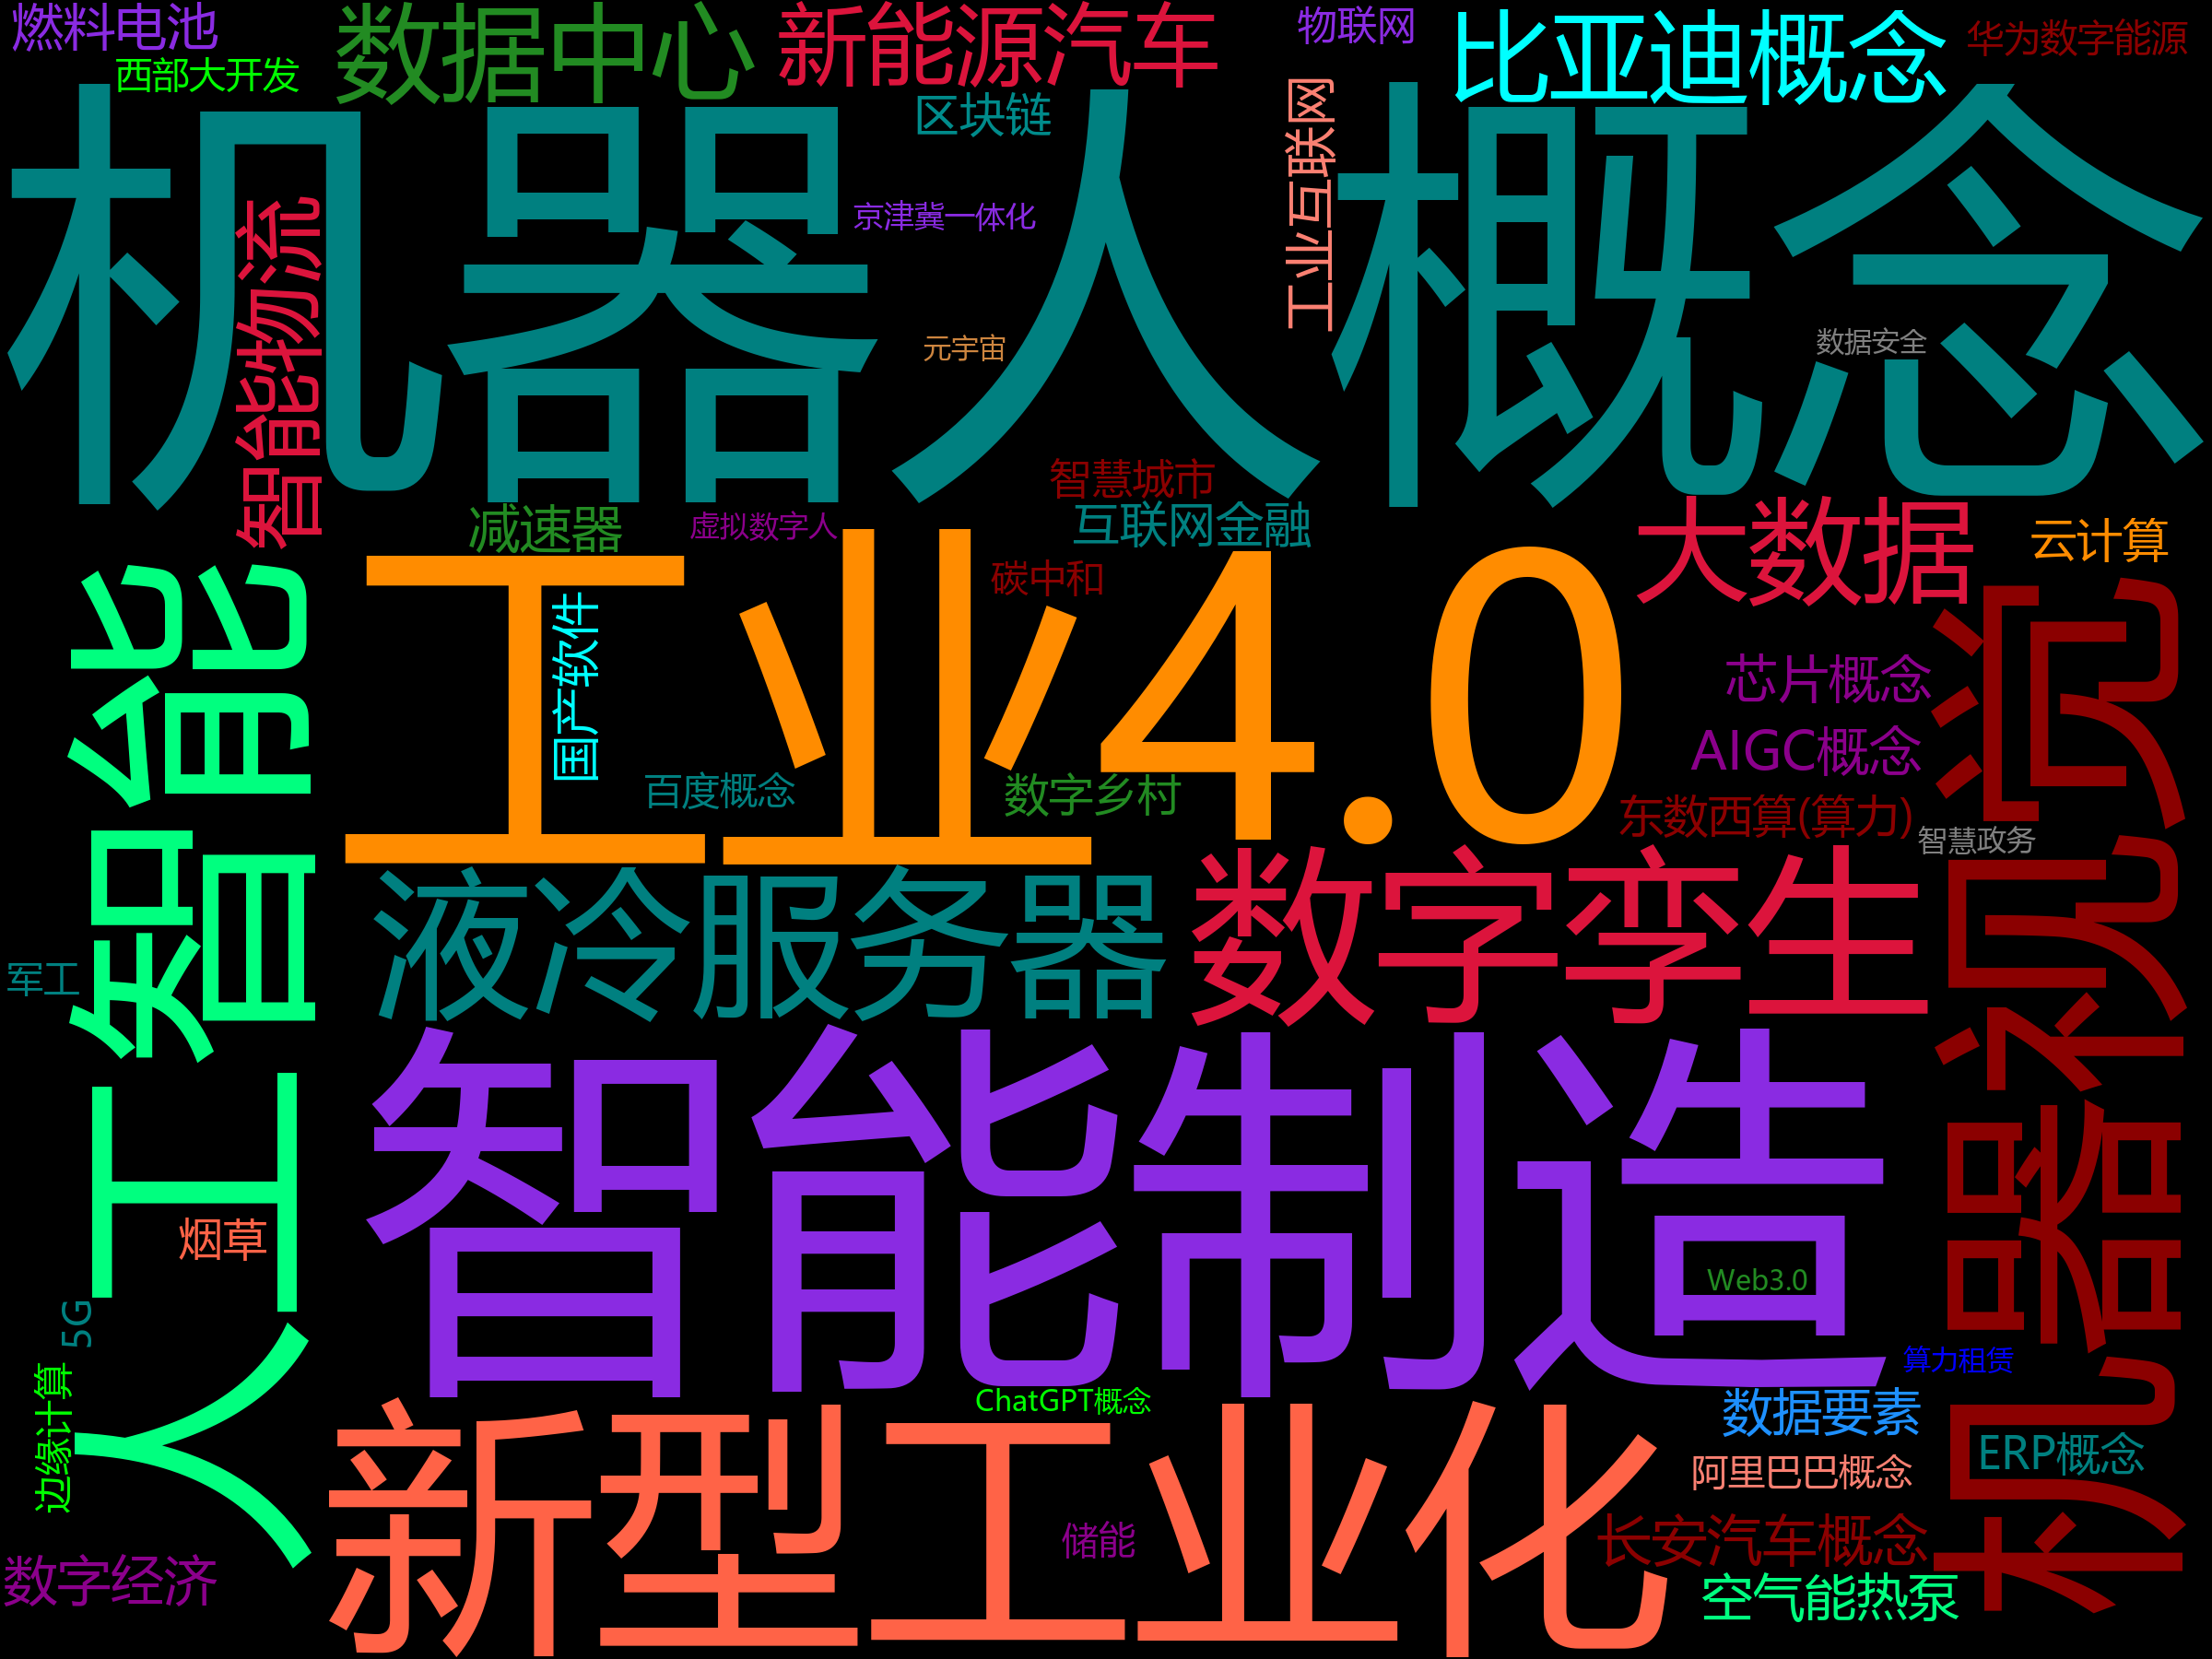 燃料电池
数据中心
新能源汽车
物联网
比亚迪概念
华为数字能源
西部大开发
区块链
机器人概念
工业互联网
智能物流
京津冀一体化
元宇宙
数据安全
智慧城市
减速器
虚拟数字人
互联网金融
大数据
云计算
碳中和
工业4.0
国产软件
人工智能
机器视觉
芯片概念
AIGC概念
百度概念
数字乡村
东数西算(算力)
智慧政务
液冷服务器
数字孪生
军工
智能制造
烟草
Web3.0
5G
算力租赁
边缘计算
ChatGPT概念
数据要素
新型工业化
ERP概念
阿里巴巴概念
储能
长安汽车概念
数字经济
空气能热泵